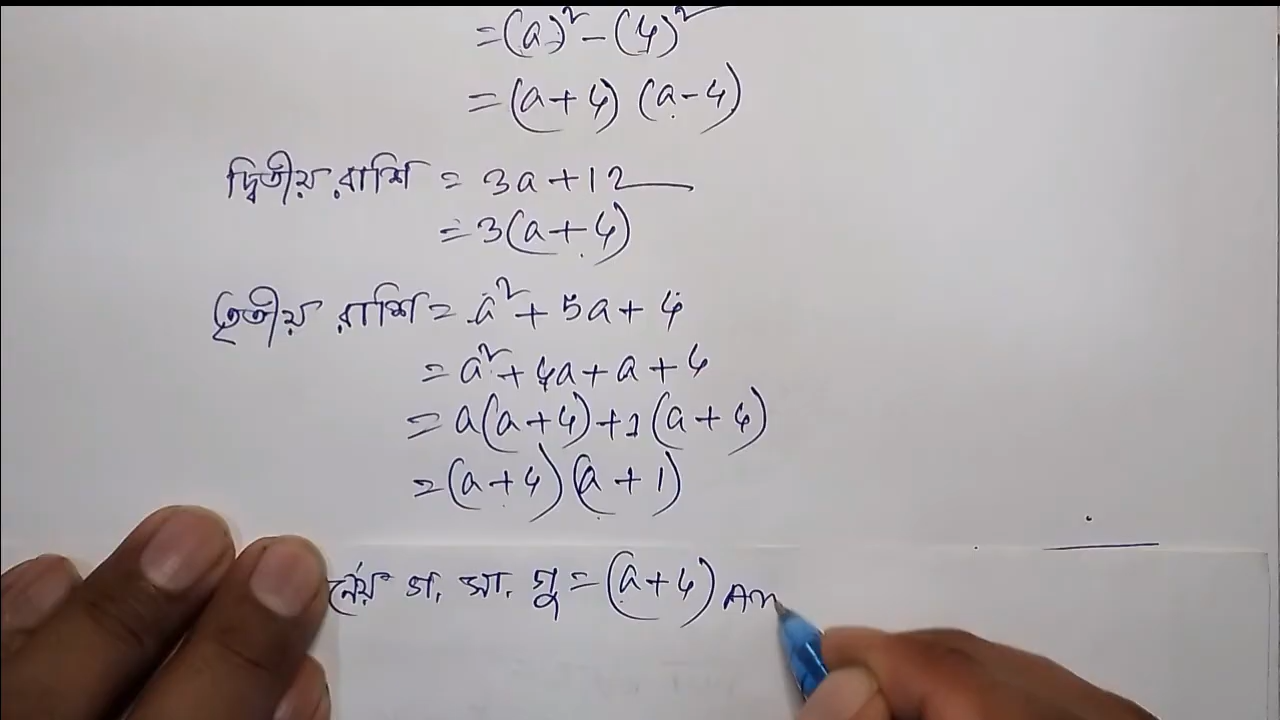 =(a)²-(4)²
=(a+4) (a-4)
দ্বিতীয় রাশি = 3a+12
=3(a+4)
তৃতীয় রাশি = a²+5a+4
=a²+4a+a+4
=a(a+4)+1(a+4)
=(a+4)(a+1)
র্নেয় গ. সা. গু=(a+4) An